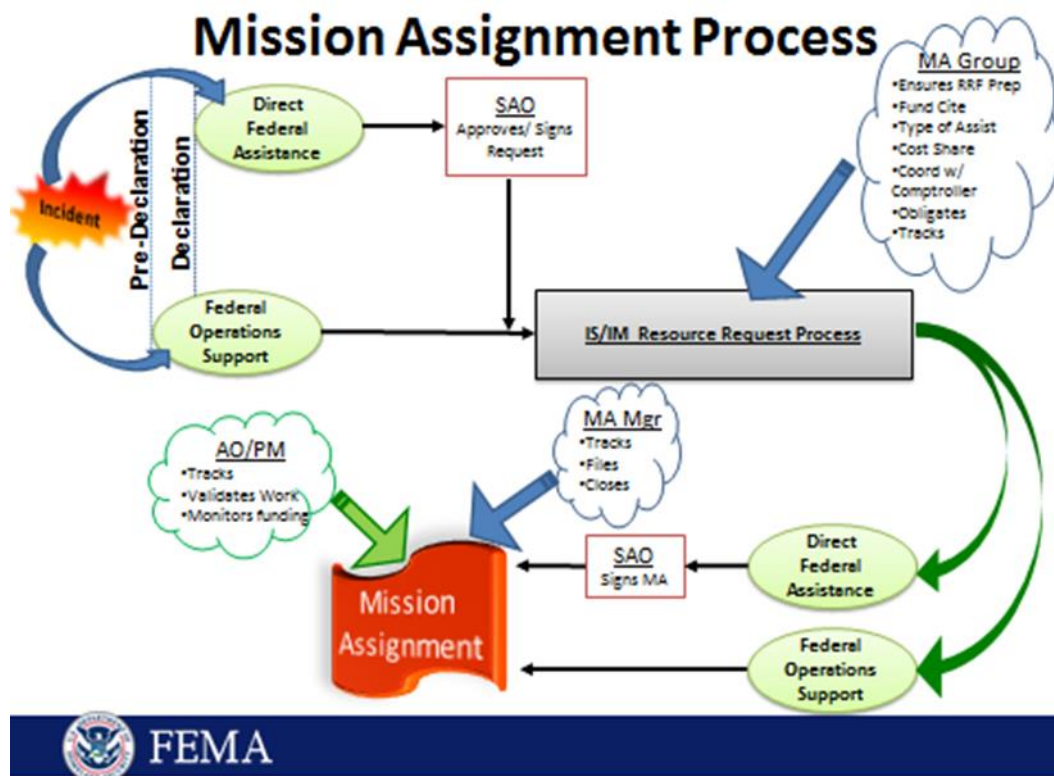 Mission Assignment Process
MA Group
•Ensures RRF Prep
•Fund Cite
•Type of Assist
•Cost Share
•Coord w/
Comptroller
•Obligates
•Tracks
Incident
Pre-Declaration
Declaration
Direct
Federal
Assistance
SAO
Approves/ Signs
Request
Federal
Operations
Support
IS/IM Resource Request Process
AO/PM
•Tracks
•Validates Work
•Monitors funding
MA Mgr
•Tracks
•Files
•Closes
Mission
Assignment
SAO
Signs MA
Direct
Federal
Assistance
Federal
Operations
Support
FEMA